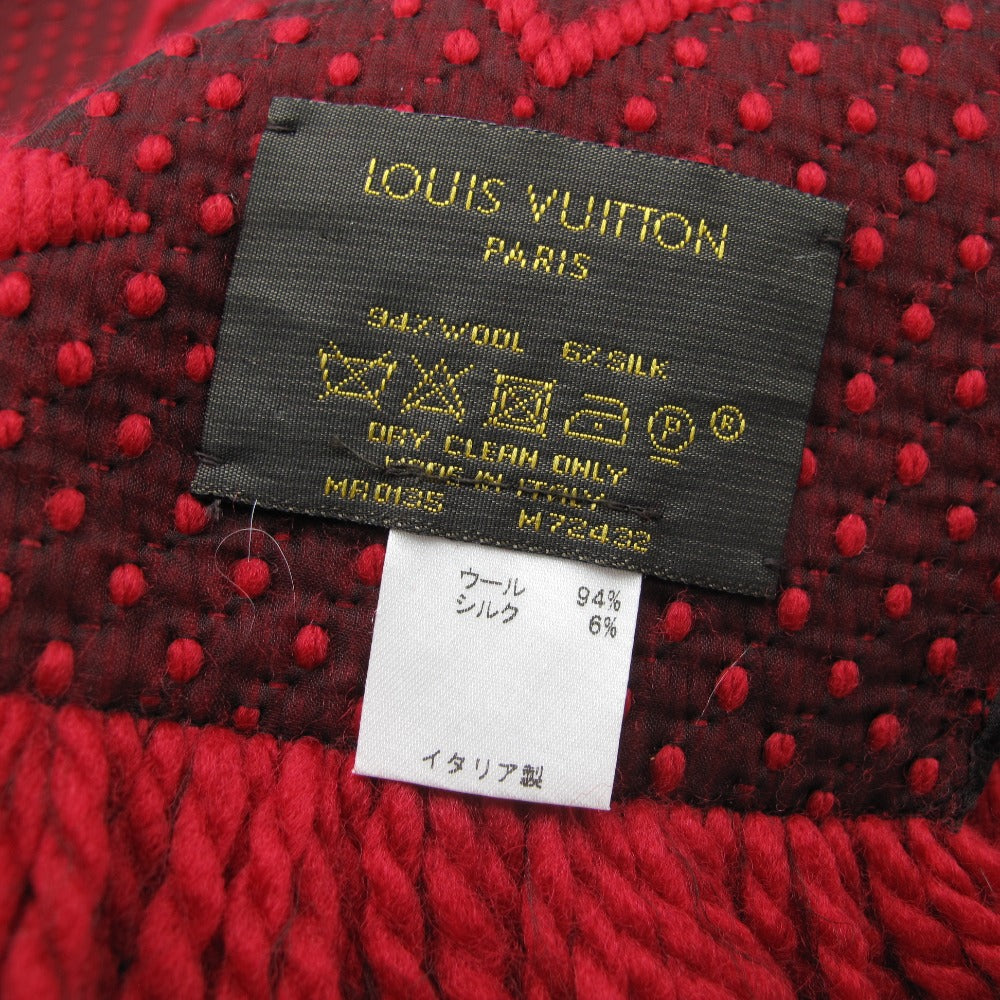 LOUIS VUITTON
PARIS
94% WOOL 6% SILK
P ®
DRY CLEAN ONLY
MADE IN ITALY
MA0135 M72432
ウール 94%
シルク 6%
イタリア製